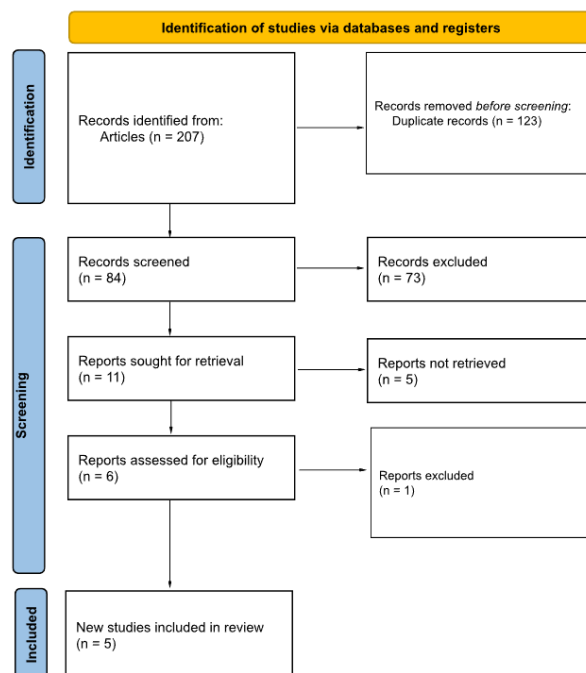 Identification of studies via databases and registers
Identification
Records identified from:
Articles (n = 207)
Records removed before screening:
Duplicate records (n = 123)
Screening
Records screened
(n = 84)
Records excluded
(n = 73)
Reports sought for retrieval
(n = 11)
Reports not retrieved
(n = 5)
Reports assessed for eligibility
(n = 6)
Reports excluded
(n = 1)
Included
New studies included in review
(n = 5)